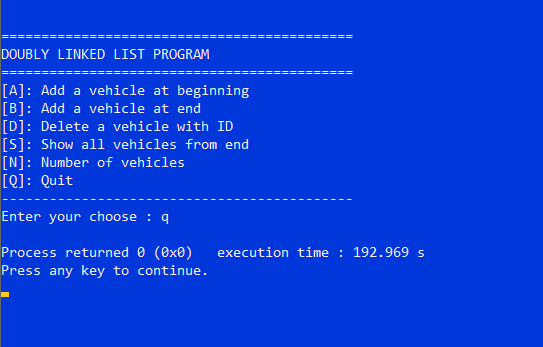 ============================================
DOUBLY LINKED LIST PROGRAM
============================================
[A]: Add a vehicle at beginning
[B]: Add a vehicle at end
[D]: Delete a vehicle with ID
[S]: Show all vehicles from end
[N]: Number of vehicles
[Q]: Quit
--------------------------------------------
Enter your choose : q
Process returned 0 (0x0)   execution time : 192.969 s
Press any key to continue.